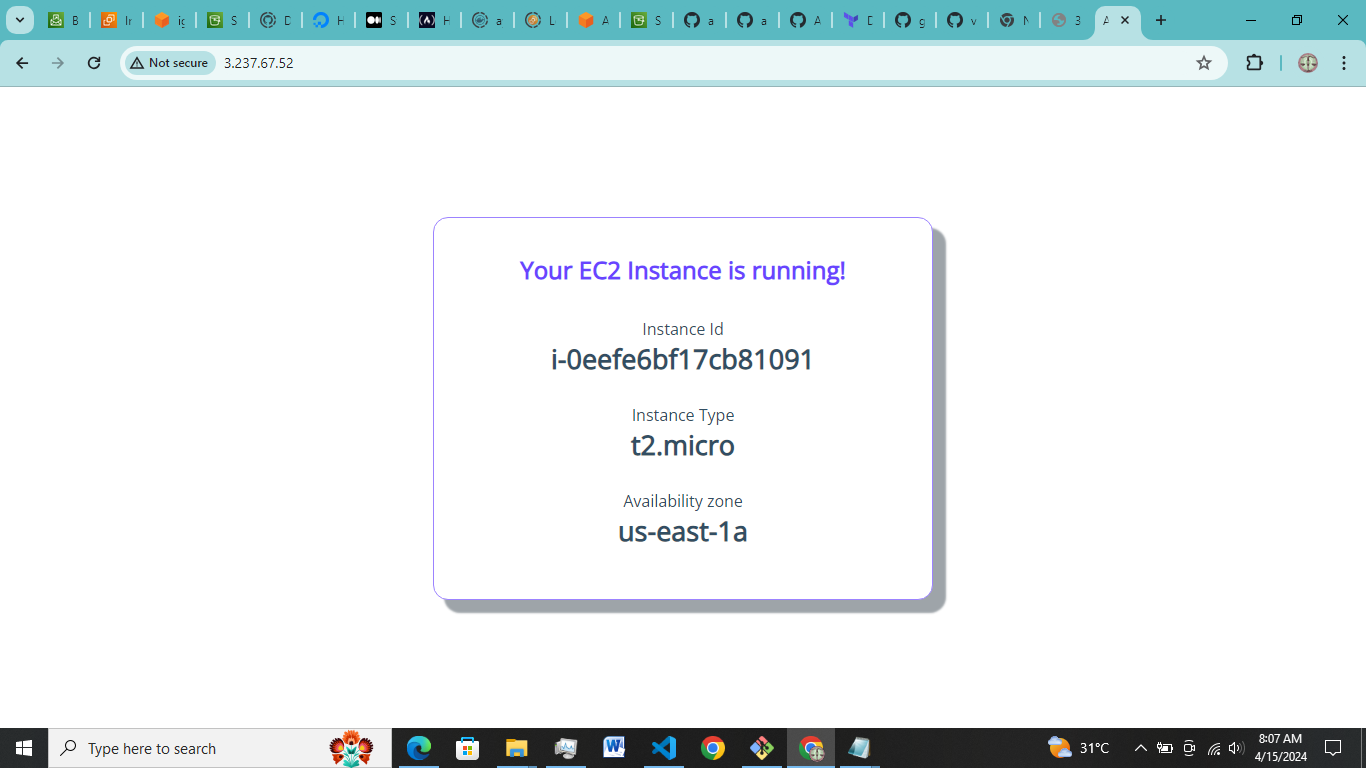 B
Ir
ig
S
D
H
S
H
a
L
A
S
a
a
A
D
g
v
N
3
A
Not secure
3.237.67.52
Your EC2 Instance is running!
Instance Id
i-0eefe6bf17cb81091
Instance Type
t2.micro
Availability zone
us-east-1a
Type here to search
31°C
8:07 AM
4/15/2024